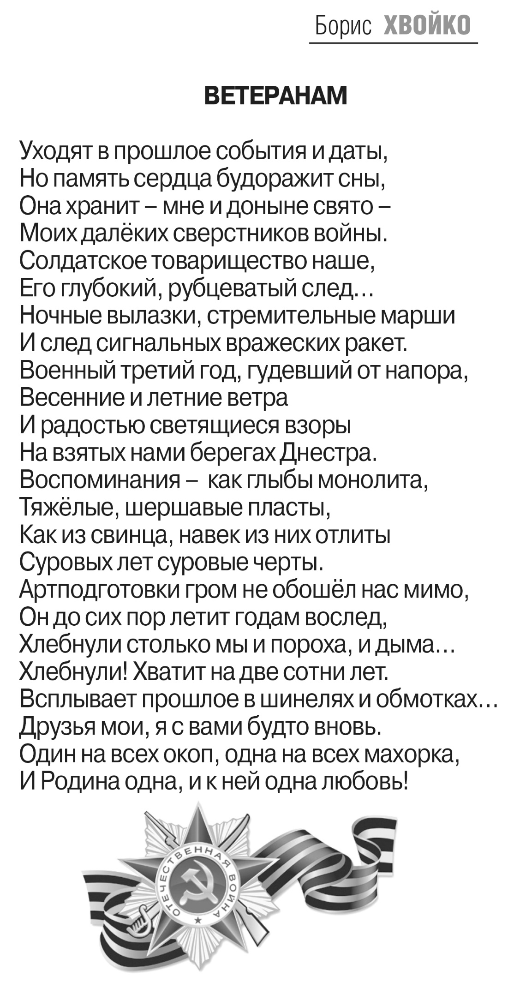 Борис ХВОЙКО
ВЕТЕРАНАМ
Уходят в прошлое события и даты,
Но память сердца будоражит сны,
Она хранит – мне и доныне свято –
Моих далёких сверстников войны.
Солдатское товарищество наше,
Его глубокий, рубцеватый след…
Ночные вылазки, стремительные марши
И след сигнальных вражеских ракет.
Военный третий год, гудевший от напора,
Весенние и летние ветра
И радостью светящиеся взоры
На взятых нами берегах Днестра.
Воспоминания – как глыбы монолита,
Тяжёлые, шершавые пласты,
Как из свинца, навек из них отлиты
Суровых лет суровые черты.
Артподготовки гром не обошёл нас мимо,
Он до сих пор летит годам вослед,
Хлебнули столько мы и пороха, и дыма…
Хлебнули! Хватит на две сотни лет.
Всплывает прошлое в шинелях и обмотках…
Друзья мои, я с вами будто вновь.
Один на всех окоп, одна на всех махорка,
И Родина одна, и к ней одна любовь!
ОТЕЧЕСТВЕННАЯ ВОЙНА